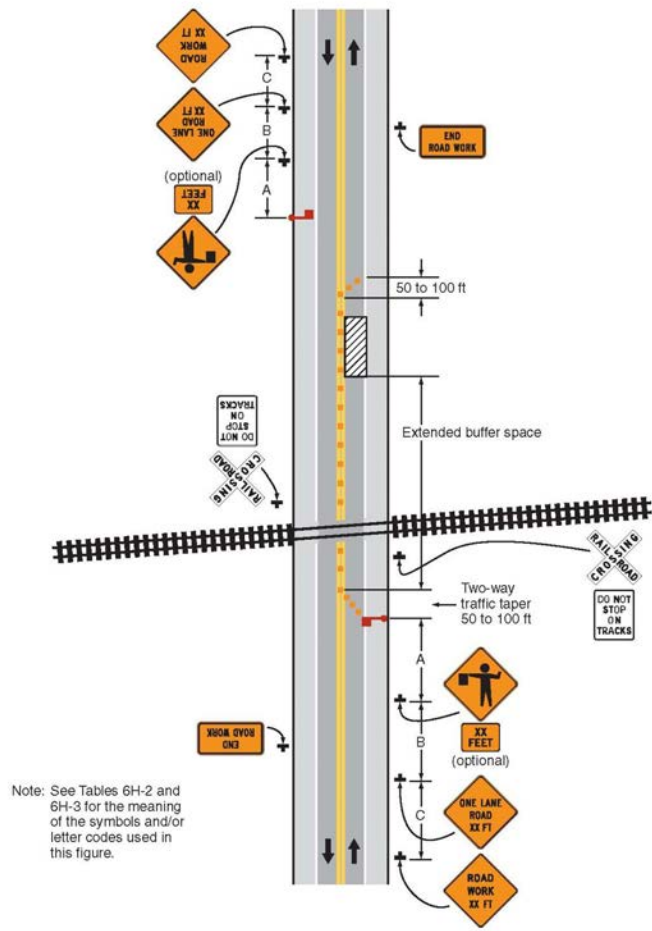 ROAD
WORK
XX FT
C
ONE LANE
ROAD
XX FT
B
END
ROAD WORK
(optional)
XX
FEET
A
50 to 100 ft
DO NOT
STOP
ON
TRACKS
Extended buffer space
RAILROAD
CROSSING
RAILROAD
CROSSING
Two-way
traffic taper
50 to 100 ft
DO NOT
STOP
ON
TRACKS
A
END
ROAD WORK
XX
FEET
(optional)
B
Note: See Tables 6H-2 and
6H-3 for the meaning
of the symbols and/or
letter codes used in
this figure.
ONE LANE
ROAD
XX FT
C
ROAD
WORK
XX FT